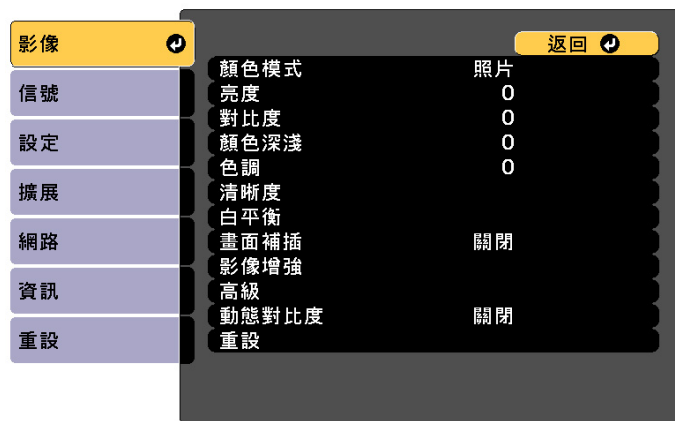 影像
信號
設定
擴展
網路
資訊
重設
返回
顏色模式 照片
亮度 0
對比度 0
顏色深淺 0
色調 0
清晰度
白平衡
畫面補插 關閉
影像增強
高級
動態對比度 關閉
重設